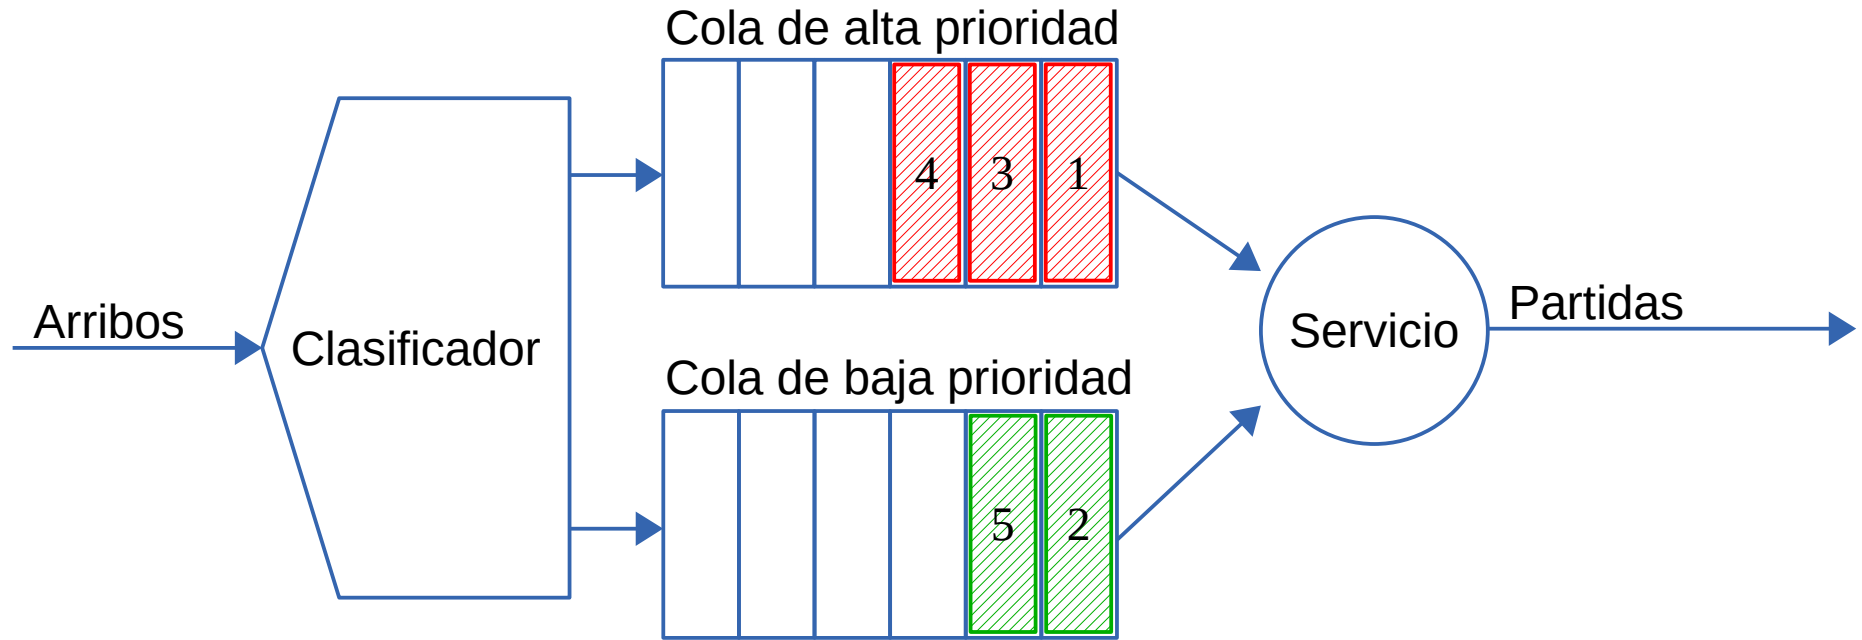 Cola de alta prioridad
4 3 1
Arribos
Clasificador
Servicio
Partidas
Cola de baja prioridad
5 2